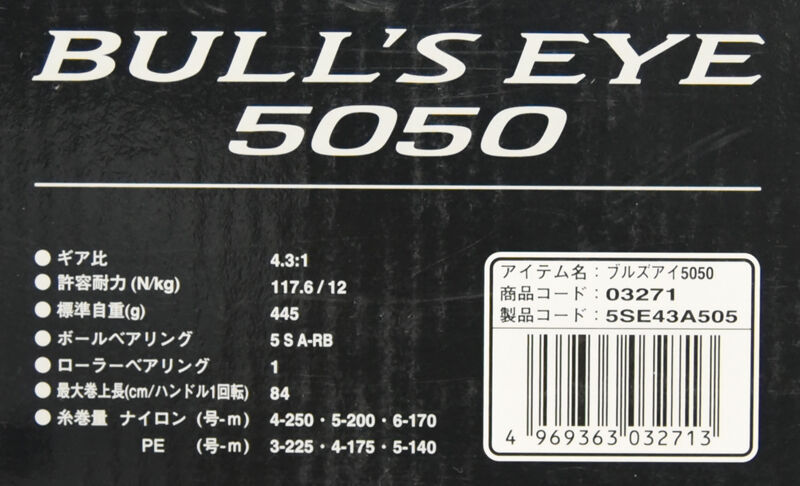 BULL'S EYE
5050
● ギア比 4.3:1
● 許容耐力(N/kg) 117.6/12
● 標準自重(g) 445
● ボールベアリング 5 S A-RB
● ローラーベアリング 1
● 最大巻上長(cm/ハンドル1回転) 84
● 糸巻量 ナイロン (号-m) 4-250・5-200・6-170
PE (号-m) 3-225・4-175・5-140
アイテム名: ブルズアイ5050
商品コード: 03271
製品コード: 5SE43A505
4 969363 032713